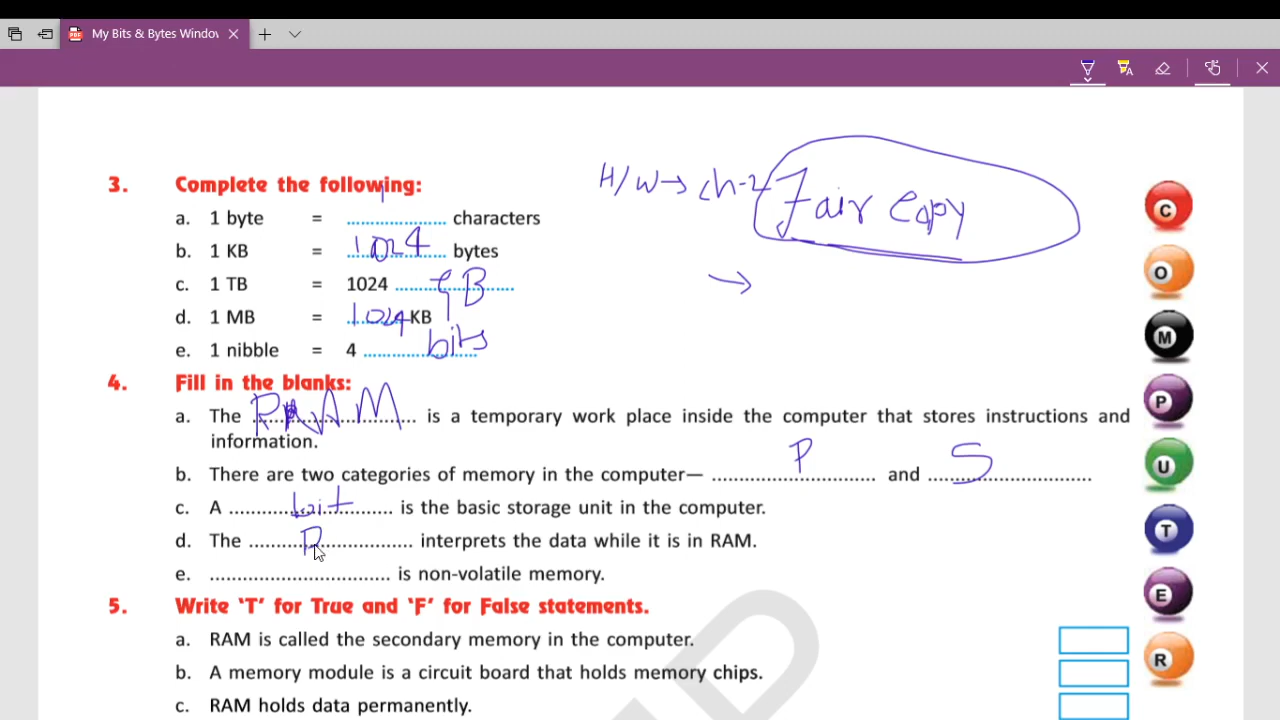 My Bits & Bytes Windov
H/W → ch-2 Fair copy
3. Complete the following:
a. 1 byte = 1 characters
b. 1 KB = 1024 bytes
c. 1 TB = 1024 GB
d. 1 MB = 1024 KB
e. 1 nibble = 4 bits
4. Fill in the blanks:
a. The RAM is a temporary work place inside the computer that stores instructions and
information.
b. There are two categories of memory in the computer— P and S
c. A bit is the basic storage unit in the computer.
d. The P interprets the data while it is in RAM.
e. is non-volatile memory.
5. Write ‘T’ for True and ‘F’ for False statements.
a. RAM is called the secondary memory in the computer.
b. A memory module is a circuit board that holds memory chips.
c. RAM holds data permanently.
C
O
M
P
U
T
E
R